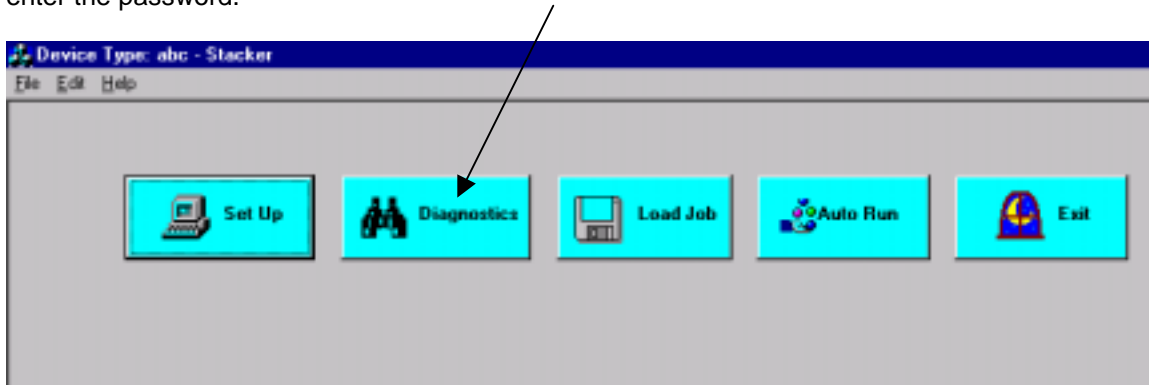 enter the password.
Device Type: abc - Stacker
File Edit Help
Set Up Diagnostics Load Job Auto Run Exit